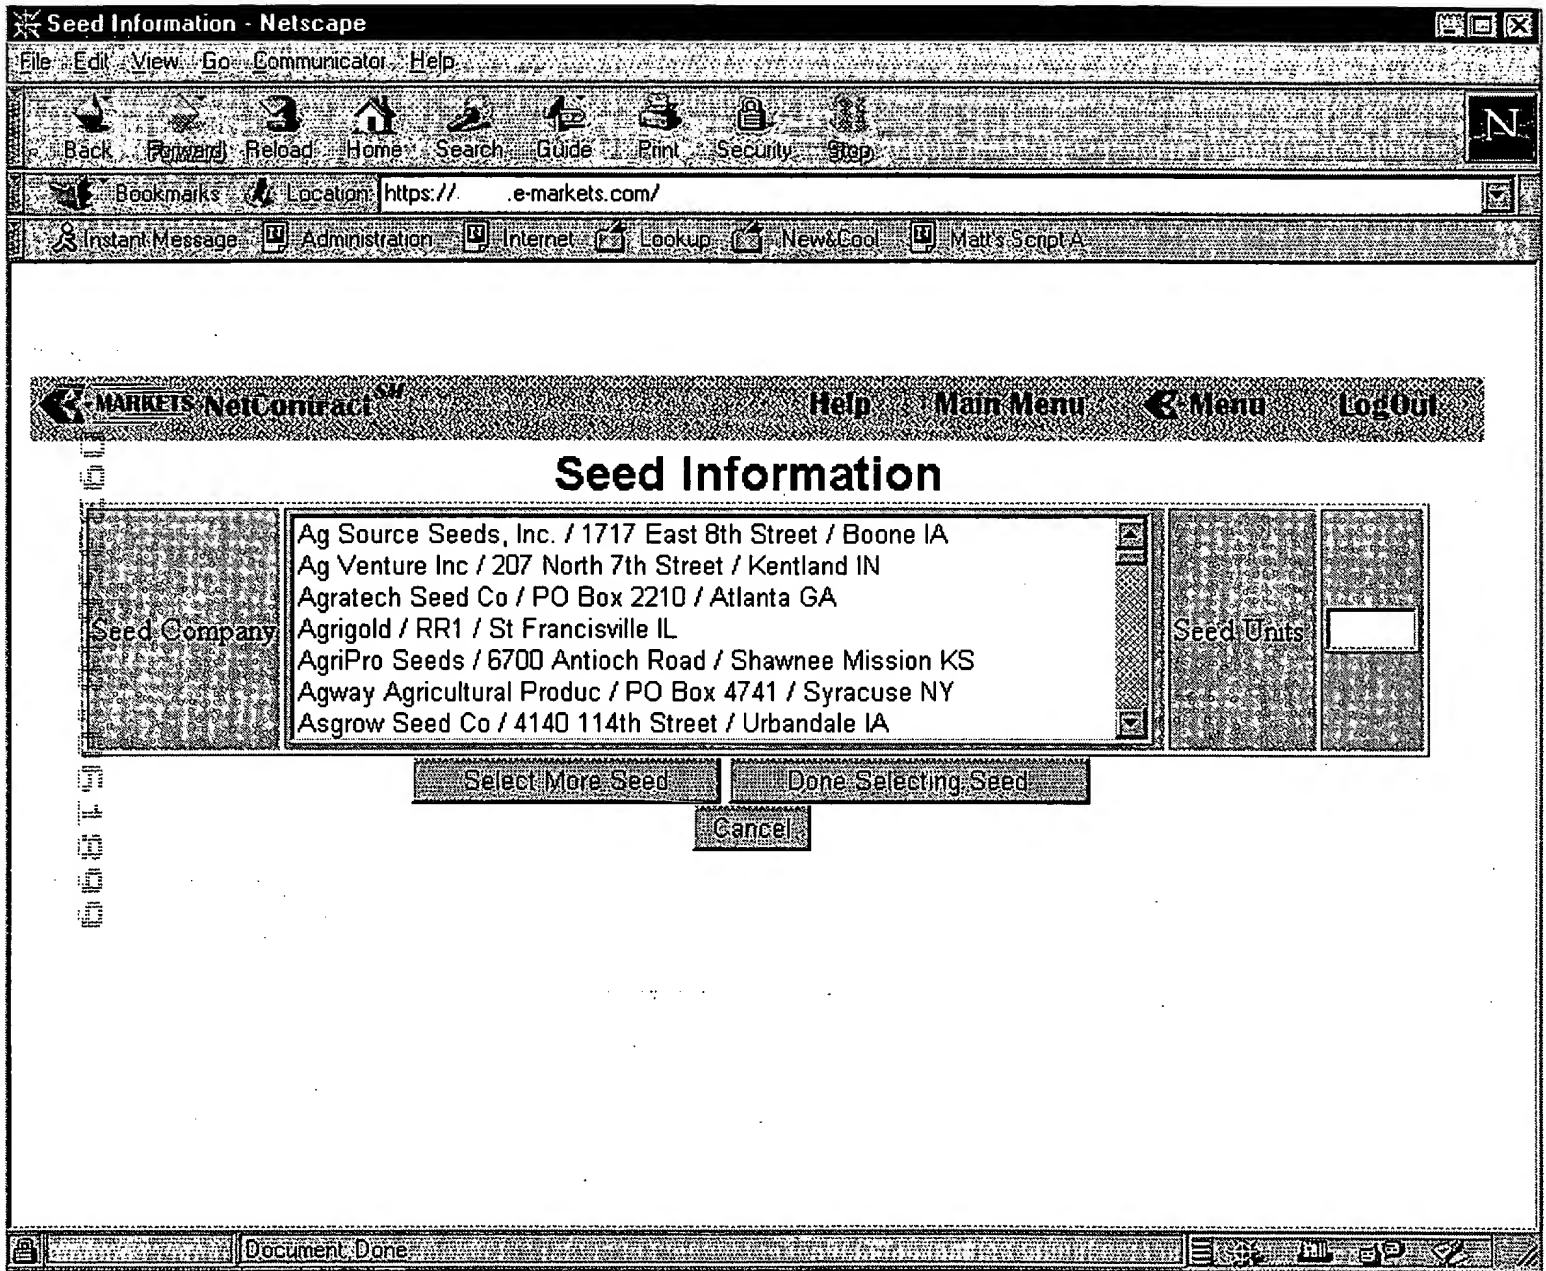 Seed Information - Netscape
File Edit View Go Communicator Help
Back Forward Reload Home Search Guide Print Security Stop
N
Bookmarks Location: https:// .e-markets.com/
Instant Message Administration Internet Lookup New&Cool Matt's Script A
-MARKETS NetContract SM Help Main Menu -Menu LogOut
Seed Information
Seed Company
Ag Source Seeds, Inc. / 1717 East 8th Street / Boone IA
Ag Venture Inc / 207 North 7th Street / Kentland IN
Agratech Seed Co / PO Box 2210 / Atlanta GA
Agrigold / RR1 / St Francisville IL
AgriPro Seeds / 6700 Antioch Road / Shawnee Mission KS
Agway Agricultural Produc / PO Box 4741 / Syracuse NY
Asgrow Seed Co / 4140 114th Street / Urbandale IA
Seed Units
Select More Seed Done Selecting Seed
Cancel
Document: Done